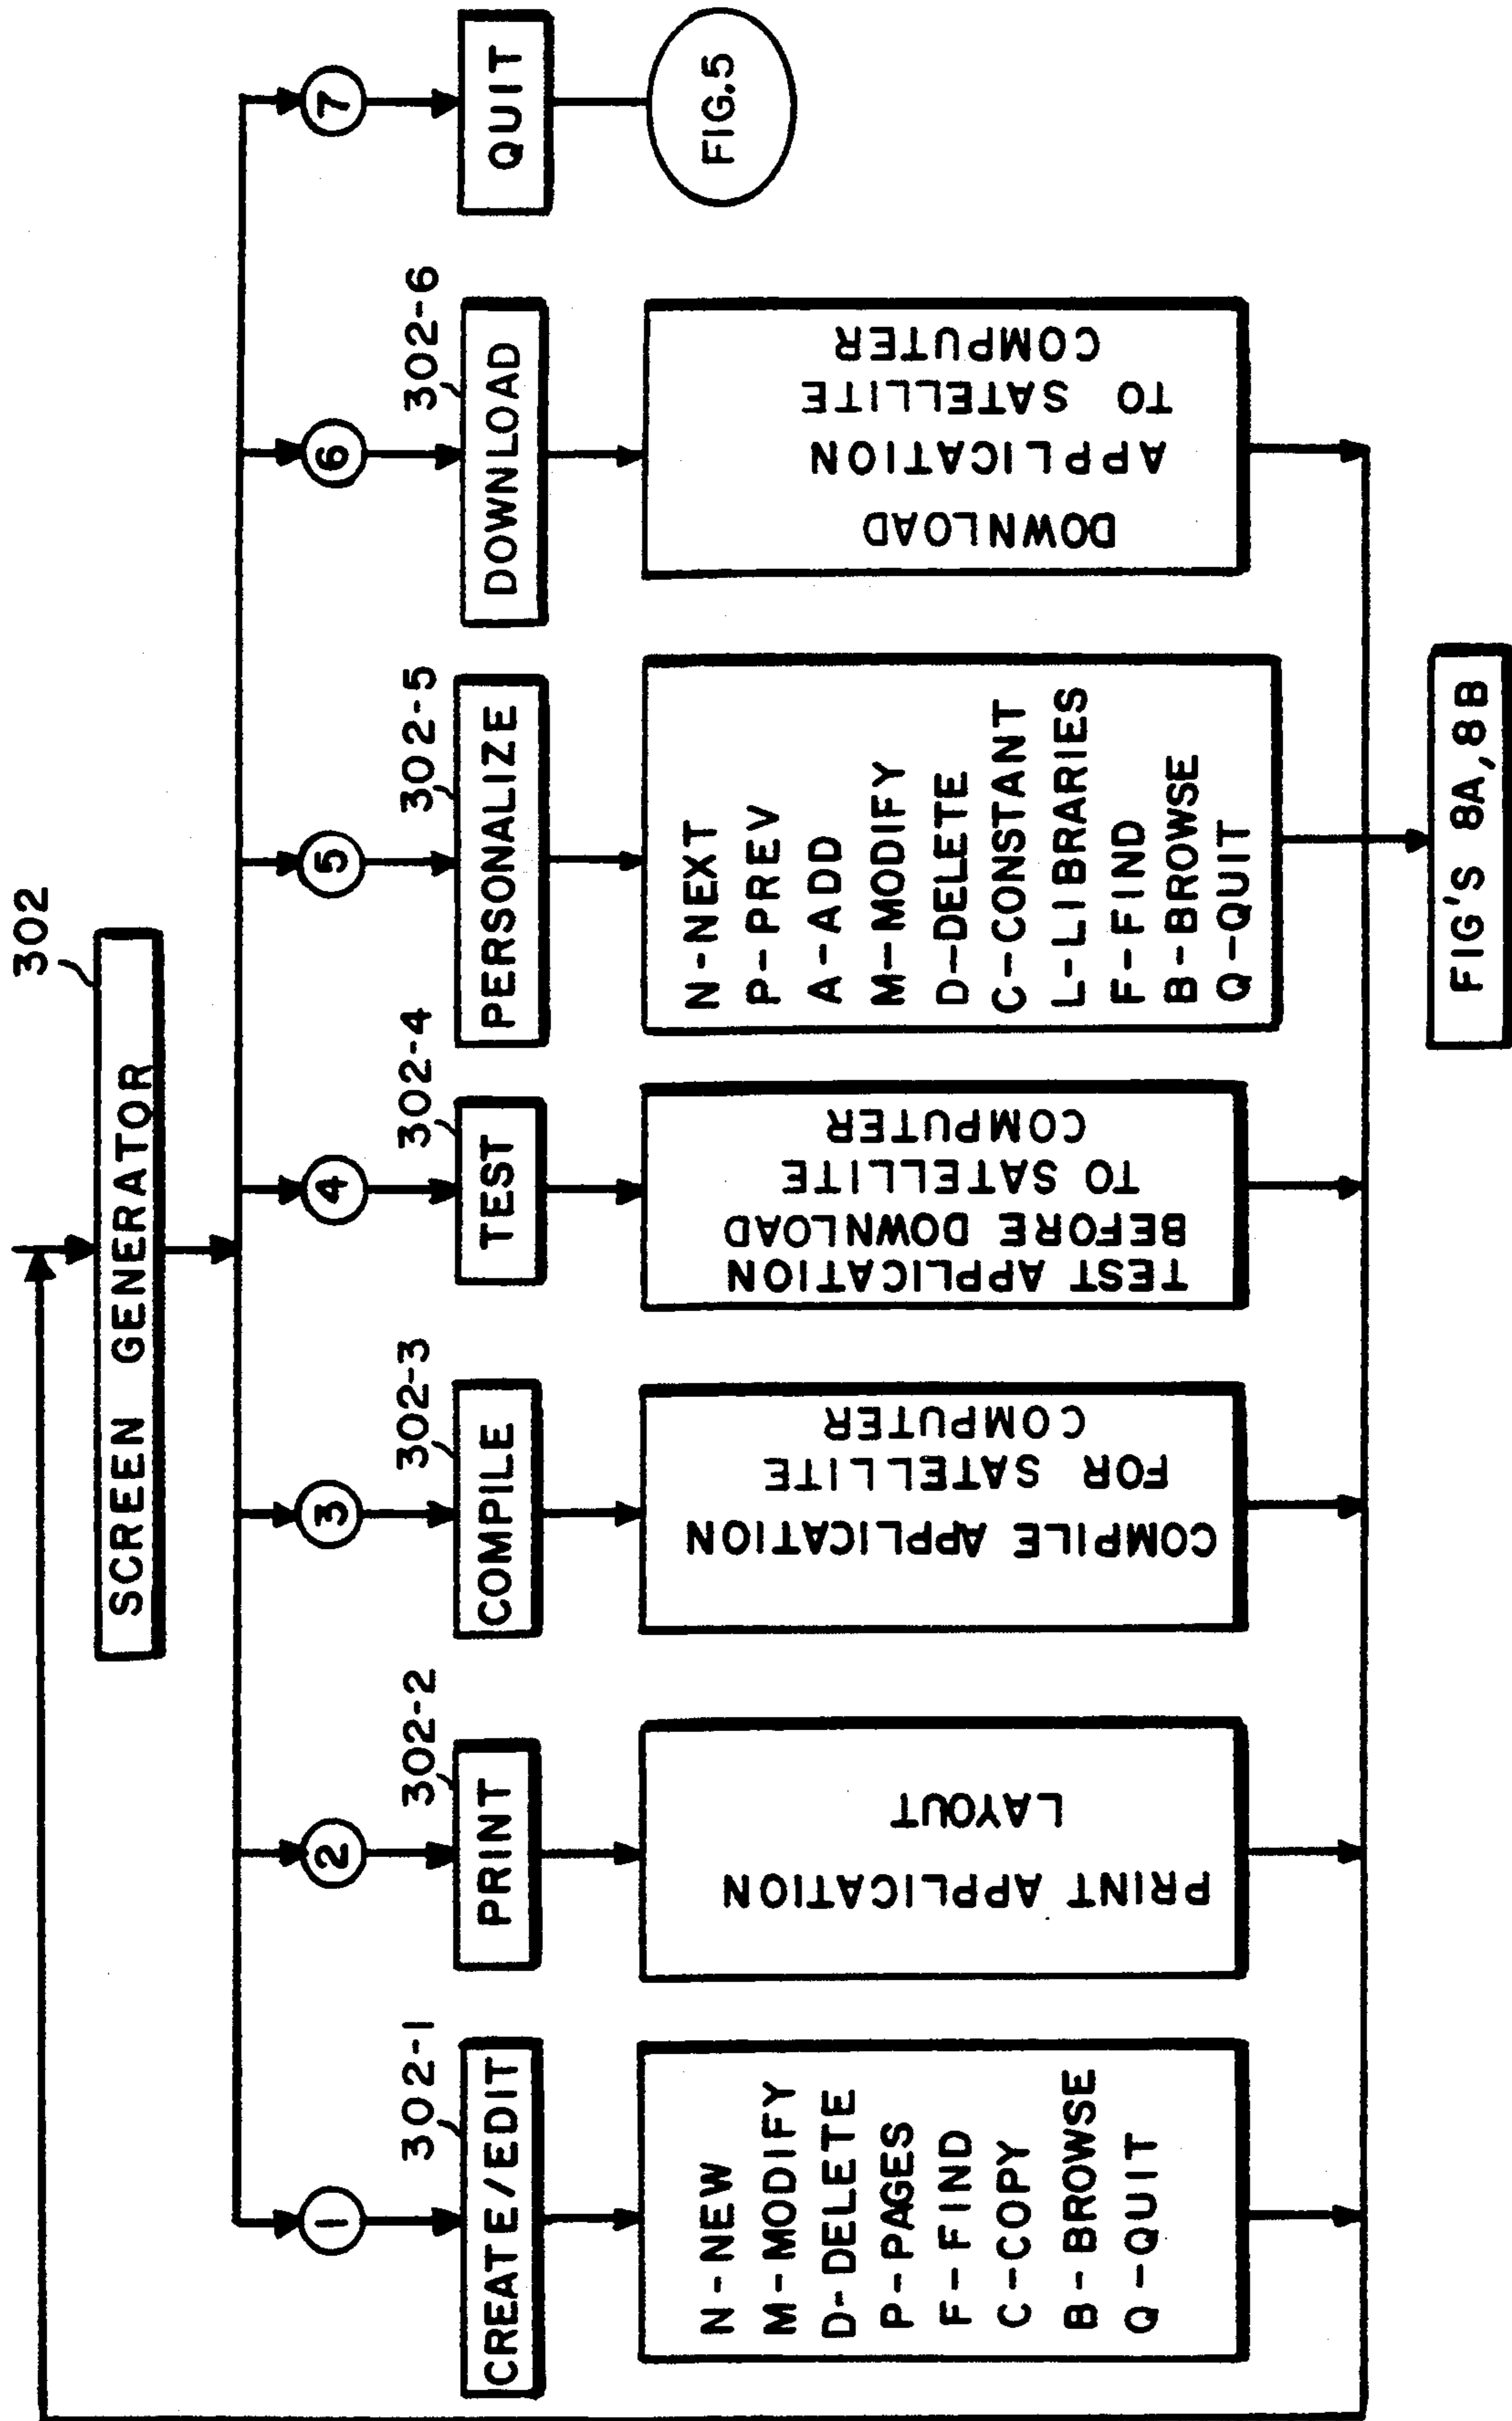 302
SCREEN GENERATOR
1
302-1
CREATE/EDIT
N-NEW
M-MODIFY
D-DELETE
P-PAGES
F-FIND
C-COPY
B-BROWSE
Q-QUIT
2
302-2
PRINT
PRINT APPLICATION
LAYOUT
3
302-3
COMPILE
COMPILE APPLICATION
FOR SATELLITE
COMPUTER
4
302-4
TEST
TEST APPLICATION
BEFORE DOWNLOAD
TO SATELLITE
COMPUTER
5
302-5
PERSONALIZE
N-NEXT
P-PREV
A-ADD
M-MODIFY
D-DELETE
C-CONSTANT
L-LIBRARIES
F-FIND
B-BROWSE
Q-QUIT
6
302-6
DOWNLOAD
DOWNLOAD
APPLICATION
TO SATELLITE
COMPUTER
7
QUIT
FIG.5
FIG'S 8A,8B